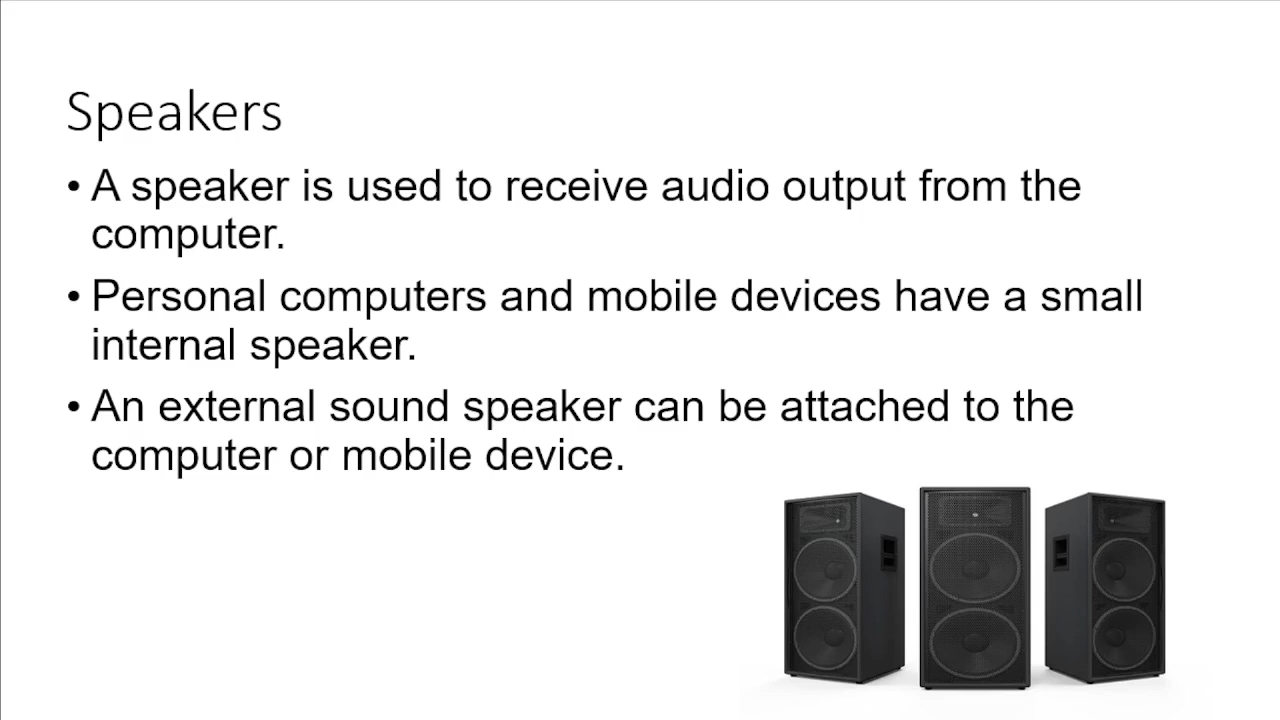 Speakers
• A speaker is used to receive audio output from the
computer.
• Personal computers and mobile devices have a small
internal speaker.
• An external sound speaker can be attached to the
computer or mobile device.